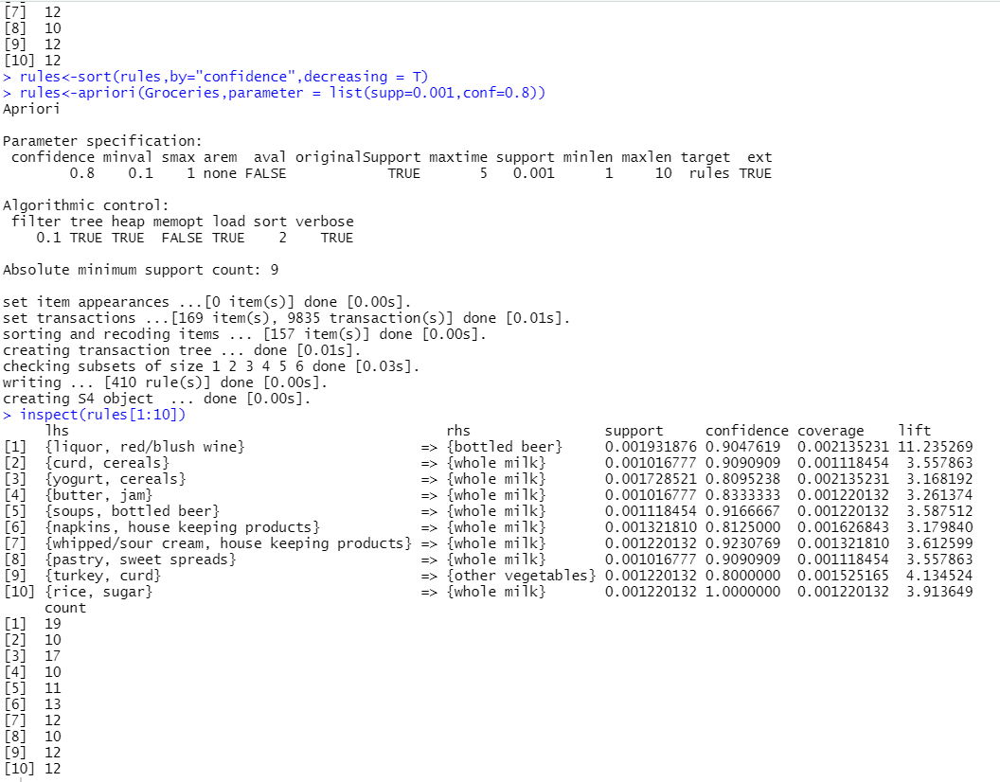 [7]  12
[8]  10
[9]  12
[10] 12
> rules<-sort(rules,by="confidence",decreasing = T)
> rules<-apriori(Groceries,parameter = list(supp=0.001,conf=0.8))
Apriori

Parameter specification:
 confidence minval smax arem  aval originalSupport maxtime support minlen maxlen target  ext
        0.8    0.1    1 none FALSE            TRUE       5   0.001      1     10  rules TRUE

Algorithmic control:
 filter tree heap memopt load sort verbose
    0.1 TRUE TRUE  FALSE TRUE    2    TRUE

Absolute minimum support count: 9

set item appearances ...[0 item(s)] done [0.00s].
set transactions ...[169 item(s), 9835 transaction(s)] done [0.01s].
sorting and recoding items ... [157 item(s)] done [0.00s].
creating transaction tree ... done [0.01s].
checking subsets of size 1 2 3 4 5 6 done [0.03s].
writing ... [410 rule(s)] done [0.00s].
creating S4 object  ... done [0.00s].
> inspect(rules[1:10])
     lhs                                         rhs                support     confidence coverage    lift
[1]  {liquor, red/blush wine}                 => {bottled beer}     0.001931876 0.9047619  0.002135231 11.235269
[2]  {curd, cereals}                          => {whole milk}       0.001016777 0.9090909  0.001118454  3.557863
[3]  {yogurt, cereals}                        => {whole milk}       0.001728521 0.8095238  0.002135231  3.168192
[4]  {butter, jam}                            => {whole milk}       0.001016777 0.8333333  0.001220132  3.261374
[5]  {soups, bottled beer}                    => {whole milk}       0.001118454 0.9166667  0.001220132  3.587512
[6]  {napkins, house keeping products}        => {whole milk}       0.001321810 0.8125000  0.001626843  3.179840
[7]  {whipped/sour cream, house keeping products} => {whole milk}       0.001220132 0.9230769  0.001321810  3.612599
[8]  {pastry, sweet spreads}                  => {whole milk}       0.001016777 0.9090909  0.001118454  3.557863
[9]  {turkey, curd}                           => {other vegetables} 0.001220132 0.8000000  0.001525165  4.134524
[10] {rice, sugar}                            => {whole milk}       0.001220132 1.0000000  0.001220132  3.913649
     count
[1]  19
[2]  10
[3]  17
[4]  10
[5]  11
[6]  13
[7]  12
[8]  10
[9]  12
[10] 12